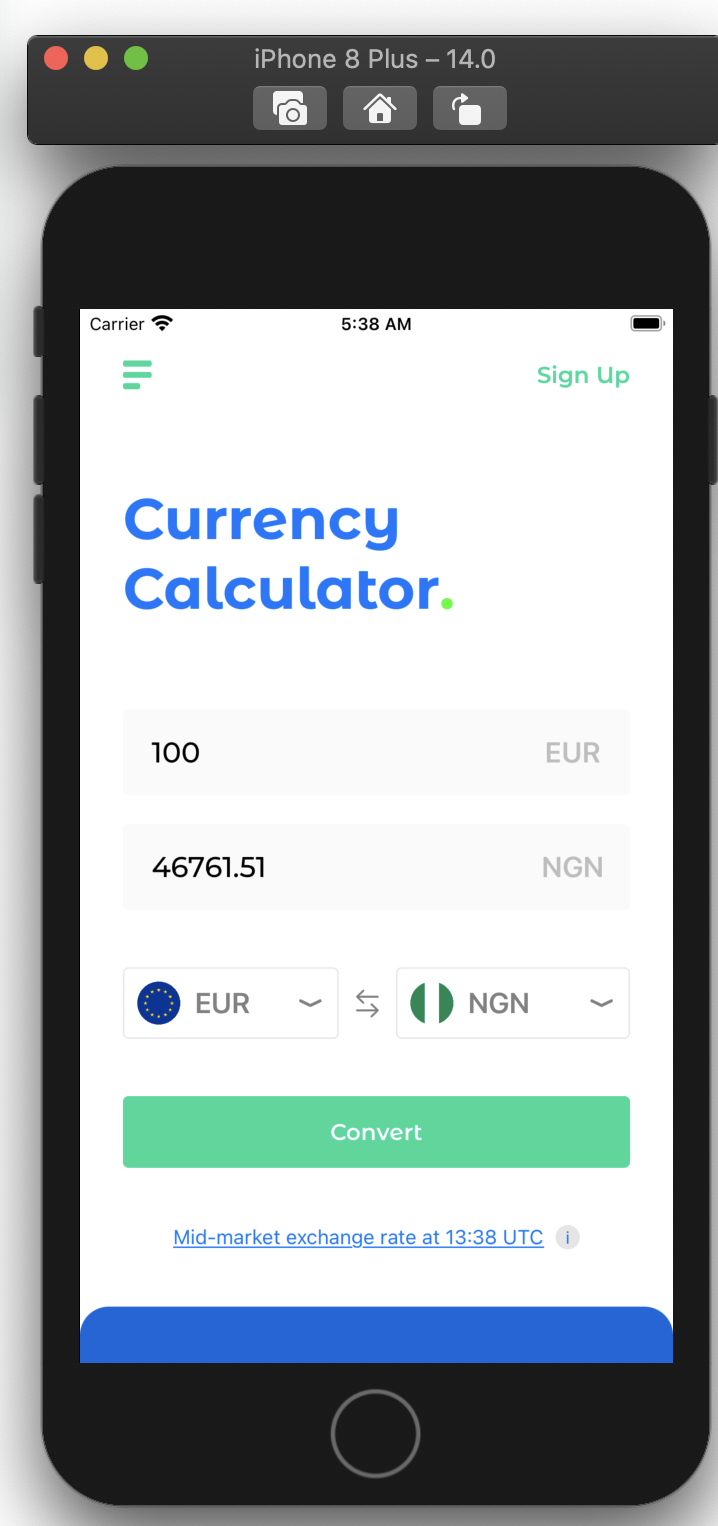 iPhone 8 Plus – 14.0
Carrier 5:38 AM
Sign Up
Currency
Calculator.
100 EUR
46761.51 NGN
EUR NGN
Convert
Mid-market exchange rate at 13:38 UTC i